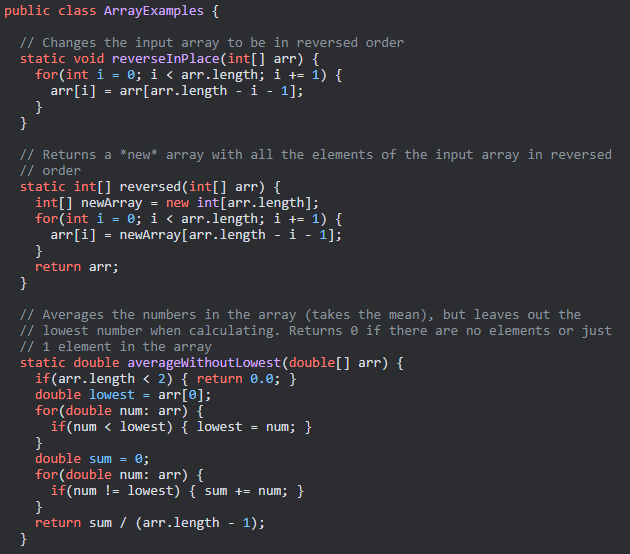 public class ArrayExamples {

  // Changes the input array to be in reversed order
  static void reverseInPlace(int[] arr) {
    for(int i = 0; i < arr.length; i += 1) {
      arr[i] = arr[arr.length - i - 1];
    }
  }

  // Returns a *new* array with all the elements of the input array in reversed
  // order
  static int[] reversed(int[] arr) {
    int[] newArray = new int[arr.length];
    for(int i = 0; i < arr.length; i += 1) {
      arr[i] = newArray[arr.length - i - 1];
    }
    return arr;
  }

  // Averages the numbers in the array (takes the mean), but leaves out the
  // lowest number when calculating. Returns 0 if there are no elements or just
  // 1 element in the array
  static double averageWithoutLowest(double[] arr) {
    if(arr.length < 2) { return 0.0; }
    double lowest = arr[0];
    for(double num: arr) {
      if(num < lowest) { lowest = num; }
    }
    double sum = 0;
    for(double num: arr) {
      if(num != lowest) { sum += num; }
    }
    return sum / (arr.length - 1);
  }